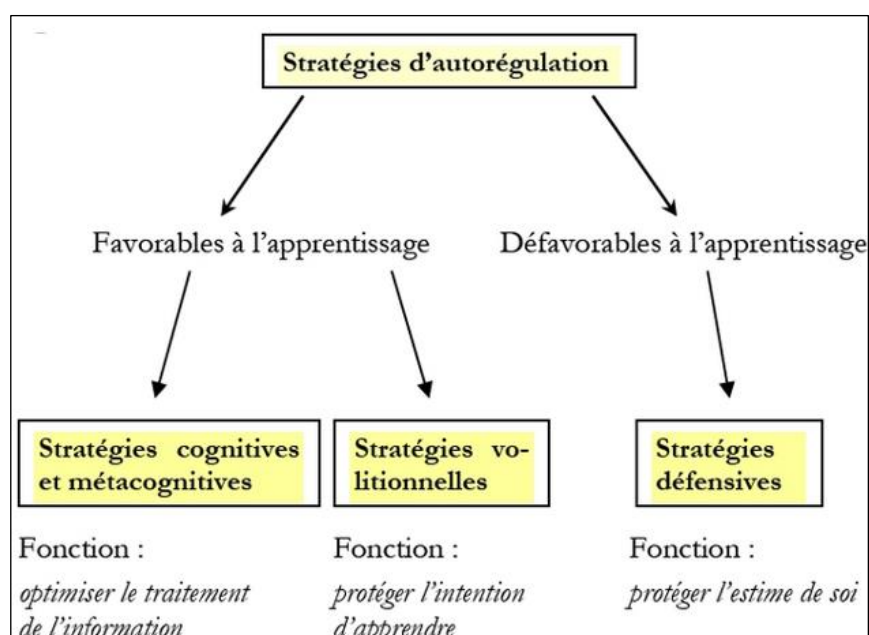 Stratégies d'autorégulation
Favorables à l'apprentissage
Défavorables à l'apprentissage
Stratégies cognitives
et métacognitives
Stratégies vo-
litionnelles
Stratégies
défensives
Fonction :
optimiser le traitement
de l'information
Fonction :
protéger l'intention
d'apprendre
Fonction :
protéger l'estime de soi